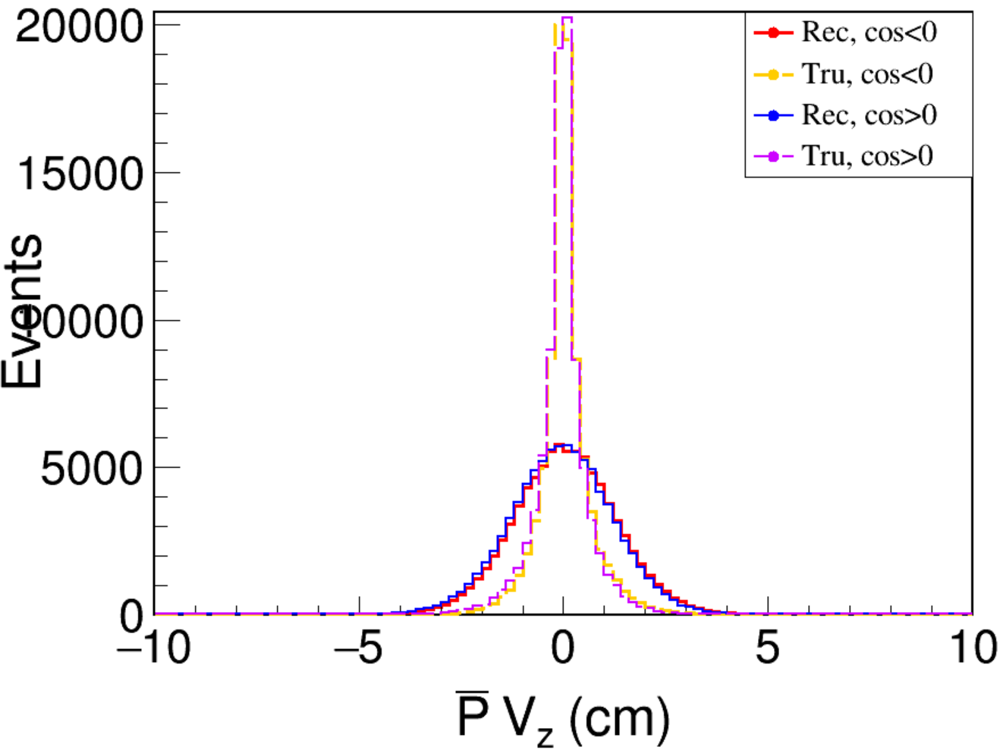 20000
15000
10000
5000
0
Events
−10
−5
0
5
10
P̅ Vz (cm)
Rec, cos<0
Tru, cos<0
Rec, cos>0
Tru, cos>0